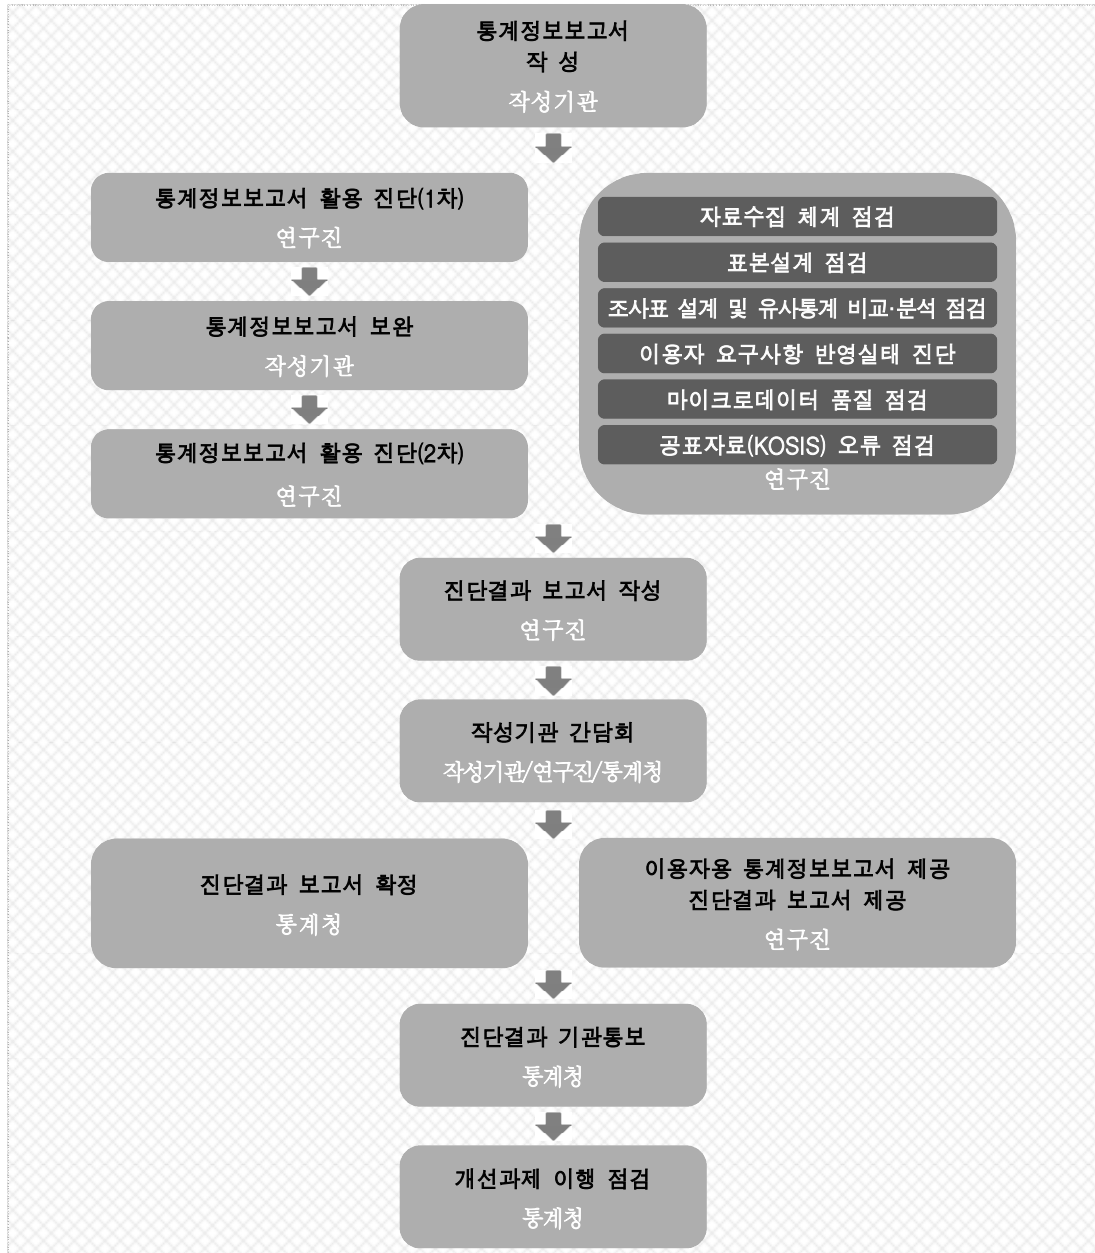 통계정보보고서
작 성
작성기관
통계정보보고서 활용 진단(1차)
연구진
통계정보보고서 보완
작성기관
통계정보보고서 활용 진단(2차)
연구진
자료수집 체계 점검
표본설계 점검
조사표 설계 및 유사통계 비교·분석 점검
이용자 요구사항 반영실태 진단
마이크로데이터 품질 점검
공표자료(KOSIS) 오류 점검
연구진
진단결과 보고서 작성
연구진
작성기관 간담회
작성기관/연구진/통계청
진단결과 보고서 확정
통계청
이용자용 통계정보보고서 제공
진단결과 보고서 제공
연구진
진단결과 기관통보
통계청
개선과제 이행 점검
통계청